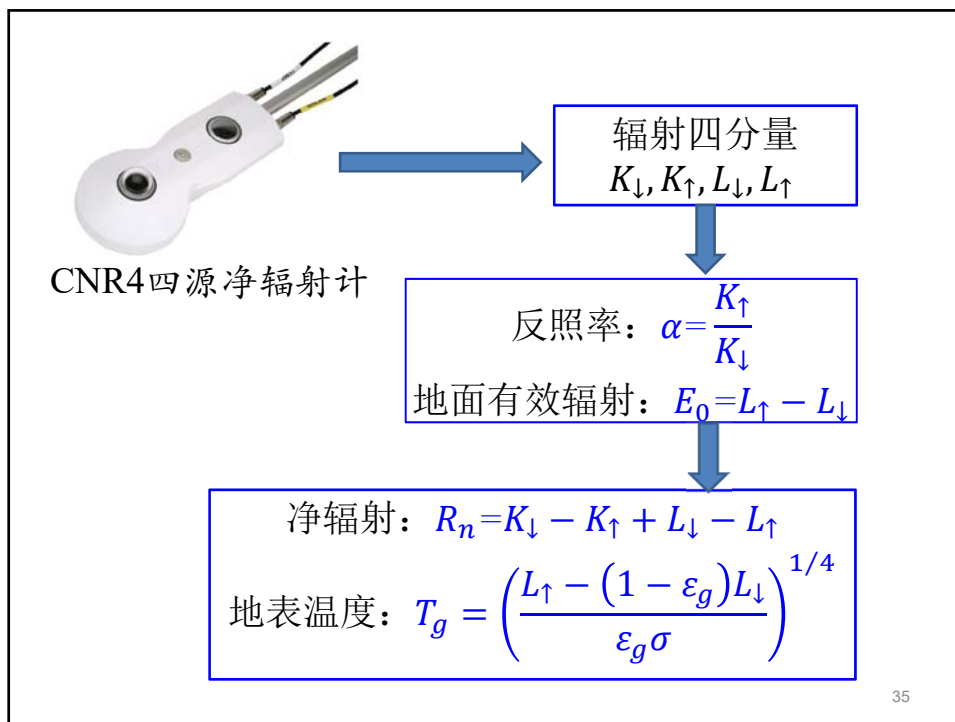 辐射四分量
K↓, K↑, L↓, L↑
CNR4四源净辐射计
反照率：α=K↑/K↓
地面有效辐射：E₀=L↑ − L↓
净辐射：Rₙ=K↓ − K↑ + L↓ − L↑
地表温度：T_g = ((L↑ − (1 − ε_g)L↓)/(ε_gσ))^1/4
35